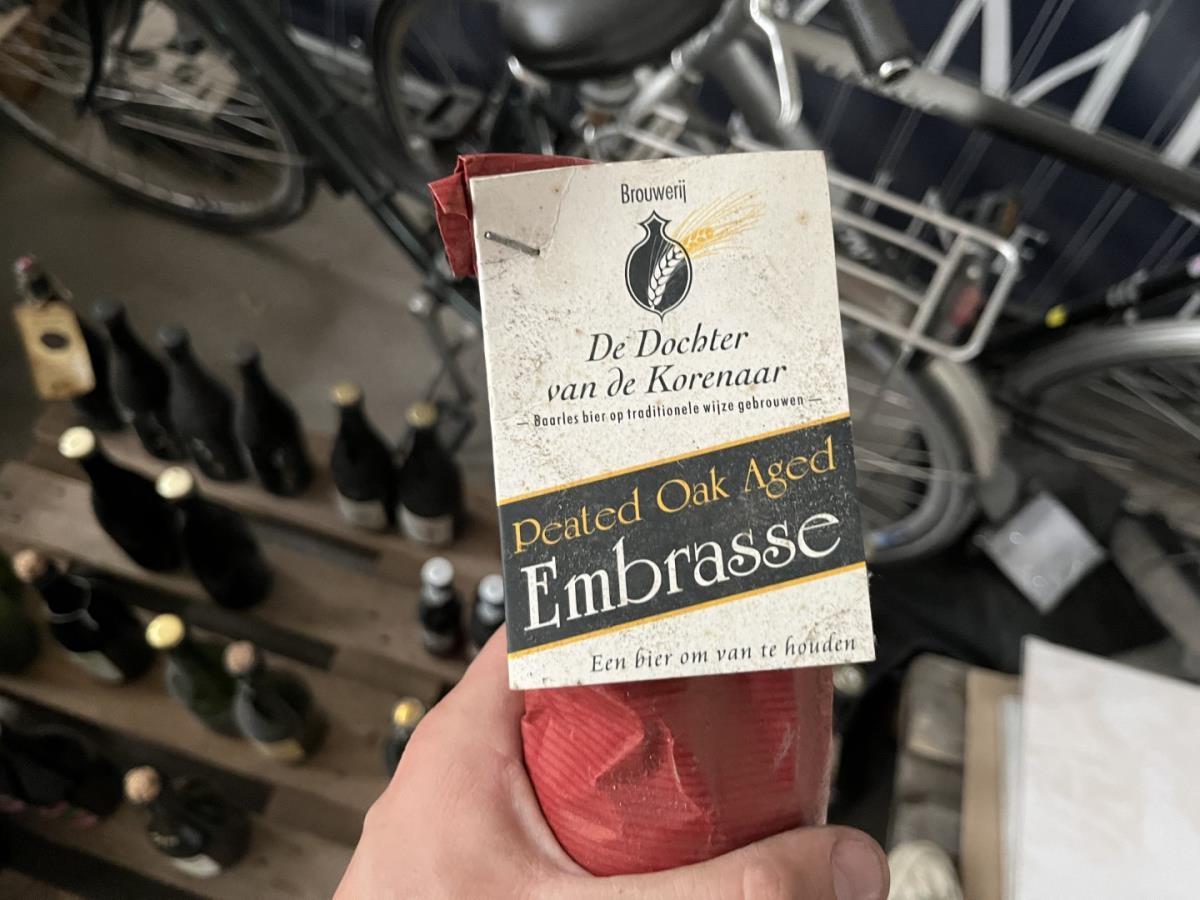 Brouwerij
De Dochter
van de Korenaar
— Baarles bier op traditionele wijze gebrouwen —
Peated Oak Aged
Embrasse
Een bier om van te houden